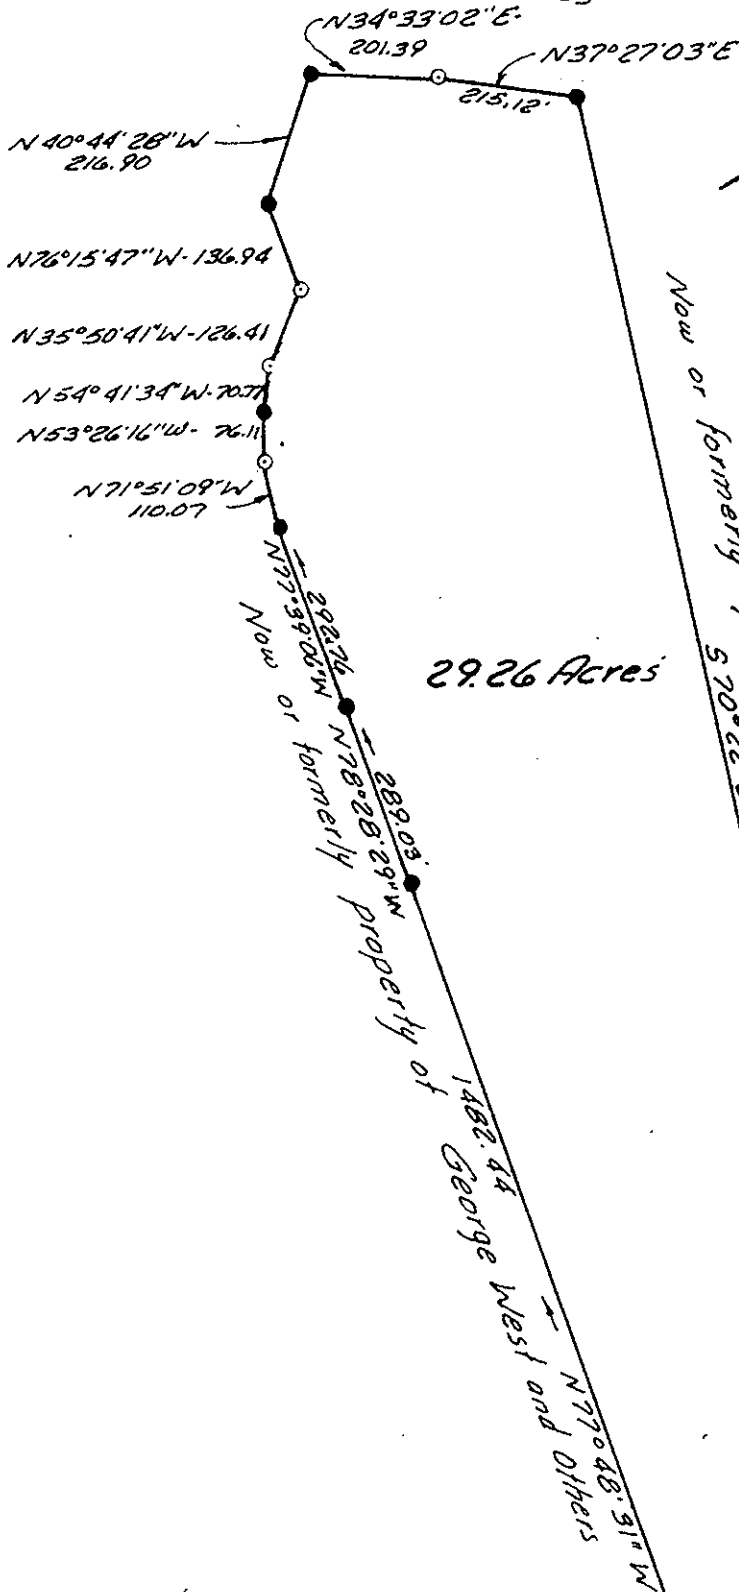 N34°33'02"E
201.39
N37°27'03"E
215.12'
N40°44'28"W
216.90
N76°15'47"W-136.94
N35°50'41"W-126.41
N54°41'34"W-70.77
N53°26'16"W- 76.11
N71°51'09"W
110.07
292.76
N77°39'06"W
289.03
N78°28'29"W
29.26 Acres
Now or formerly
S70°22'
1482.44
N77°48'31"W
Now or formerly property of George West and Others